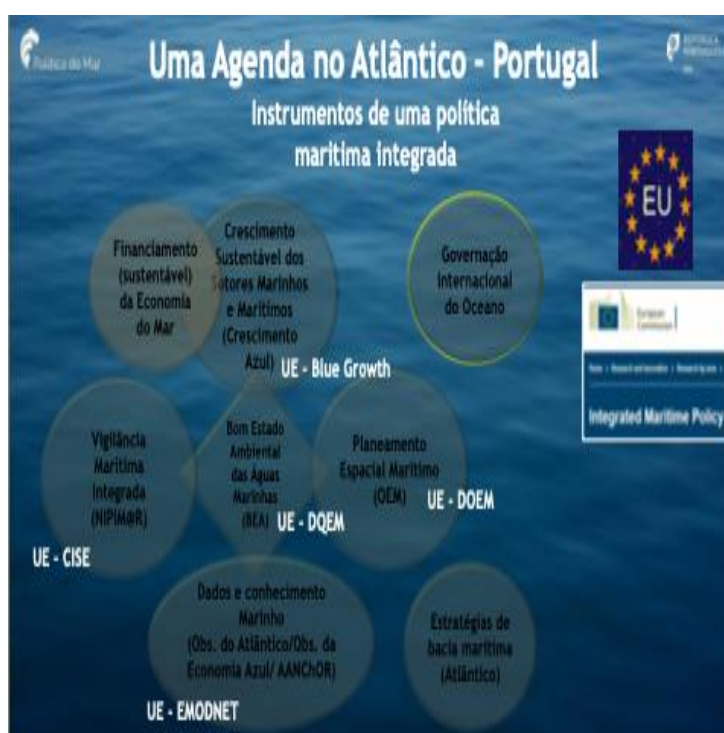 Política do Mar
Uma Agenda no Atlântico - Portugal
REPÚBLICA
PORTUGUESA
Instrumentos de uma política
maritima integrada
EU
Financiamento
(sustentável)
da Economia
do Mar
Crescimento
Sustentável dos
Setores Marinhos
e Marítimos
(Crescimento
Azul)
UE - Blue Growth
Governação
Internacional
do Oceano
European
Commission
Integrated Maritime Policy
Vigilância
Marítima
Integrada
(NIPIM@R)
UE - CISE
Bom Estado
Ambiental
das Águas
Marinhas
(BEA)
UE - DQEM
Planeamento
Espacial Marítimo
(OEM)
UE - DOEM
Dados e conhecimento
Marinho
(Obs. do Atlântico/Obs. da
Economia Azul/ AANChOR)
UE - EMODNET
Estratégias de
bacia marítima
(Atlântico)